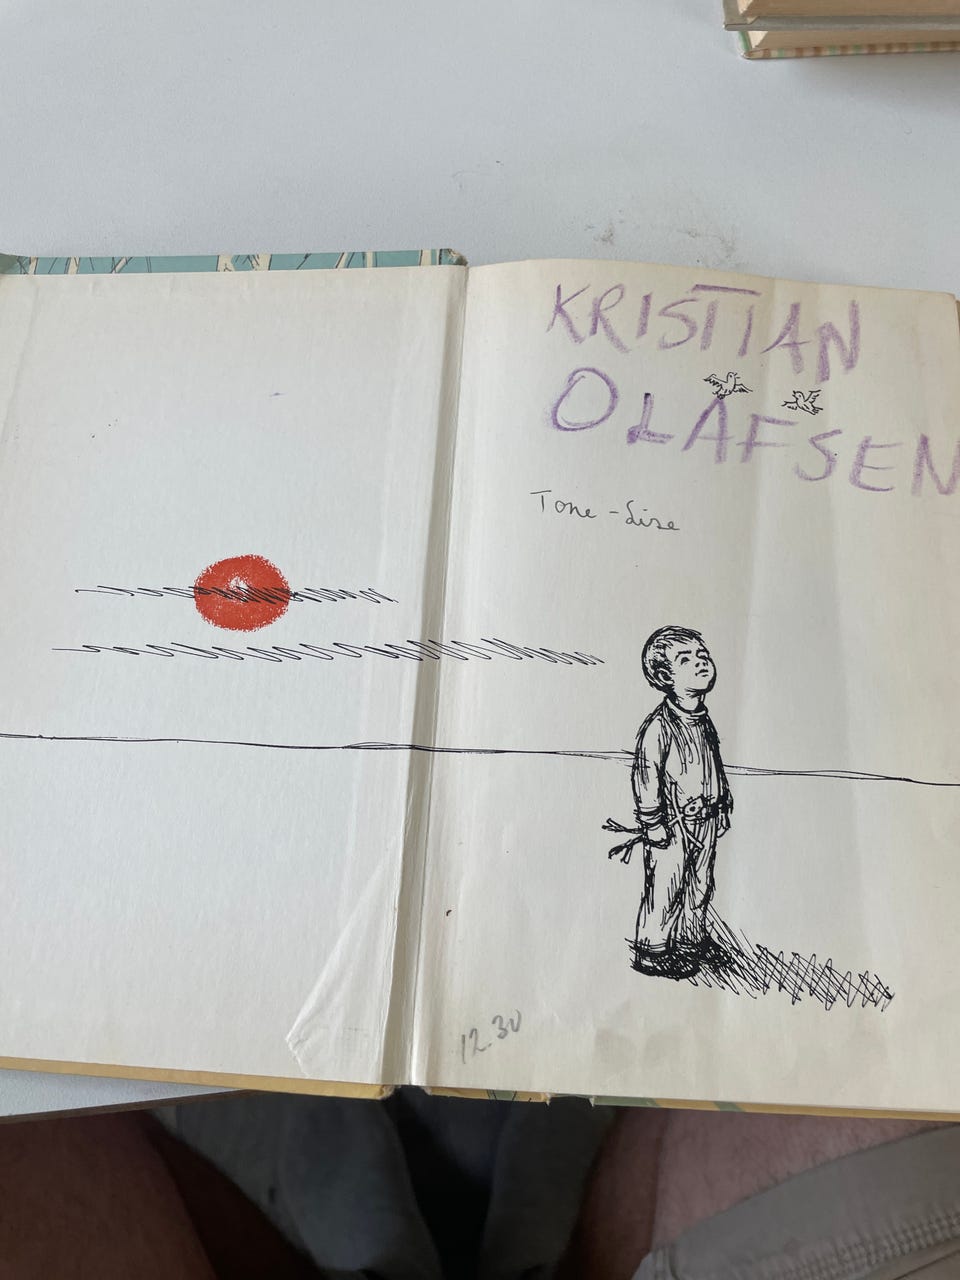 KRISTIAN
OLAFSEN
Tone-Lise
12.30